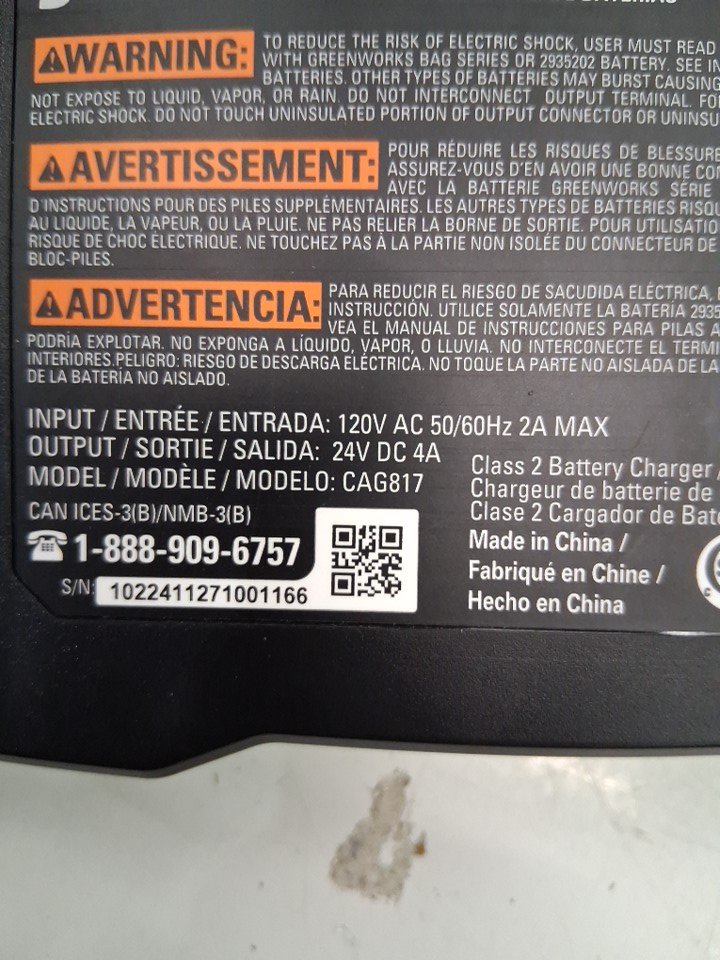 WARNING: TO REDUCE THE RISK OF ELECTRIC SHOCK, USER MUST READ
WITH GREENWORKS BAG SERIES OR 2935202 BATTERY. SEE IN
BATTERIES. OTHER TYPES OF BATTERIES MAY BURST CAUSING
NOT EXPOSE TO LIQUID, VAPOR, OR RAIN. DO NOT INTERCONNECT OUTPUT TERMINAL. FO
ELECTRIC SHOCK. DO NOT TOUCH UNINSULATED PORTION OF OUTPUT CONNECTOR OR UNINSU
AVERTISSEMENT: POUR RÉDUIRE LES RISQUES DE BLESSURE
ASSUREZ-VOUS D'EN AVOIR UNE BONNE CO
AVEC LA BATTERIE GREENWORKS SÉRIE
D'INSTRUCTIONS POUR DES PILES SUPPLÉMENTAIRES. LES AUTRES TYPES DE BATTERIES RISQU
AU LIQUIDE, LA VAPEUR, OU LA PLUIE. NE PAS RELIER LA BORNE DE SORTIE. POUR UTILISATIO
RISQUE DE CHOC ÉLECTRIQUE. NE TOUCHEZ PAS À LA PARTIE NON ISOLÉE DU CONNECTEUR DE
BLOC-PILES.
ADVERTENCIA: PARA REDUCIR EL RIESGO DE SACUDIDA ELÉCTRICA,
INSTRUCCIÓN. UTILICE SOLAMENTE LA BATERÍA 2935
VEA EL MANUAL DE INSTRUCCIONES PARA PILAS A
PODRÍA EXPLOTAR. NO EXPONGA A LÍQUIDO, VAPOR, O LLUVIA. NO INTERCONECTE EL TERMI
INTERIORES.PELIGRO: RIESGO DE DESCARGA ELÉCTRICA. NO TOQUE LA PARTE NO AISLADA DE LA
DE LA BATERÍA NO AISLADO.
INPUT / ENTRÉE / ENTRADA: 120V AC 50/60Hz 2A MAX
OUTPUT / SORTIE / SALIDA: 24V DC 4A
MODEL / MODÈLE / MODELO: CAG817
CAN ICES-3(B)/NMB-3(B)
1-888-909-6757
S/N: 1022411271001166
Class 2 Battery Charger /
Chargeur de batterie de
Clase 2 Cargador de Bat
Made in China /
Fabriqué en Chine /
Hecho en China